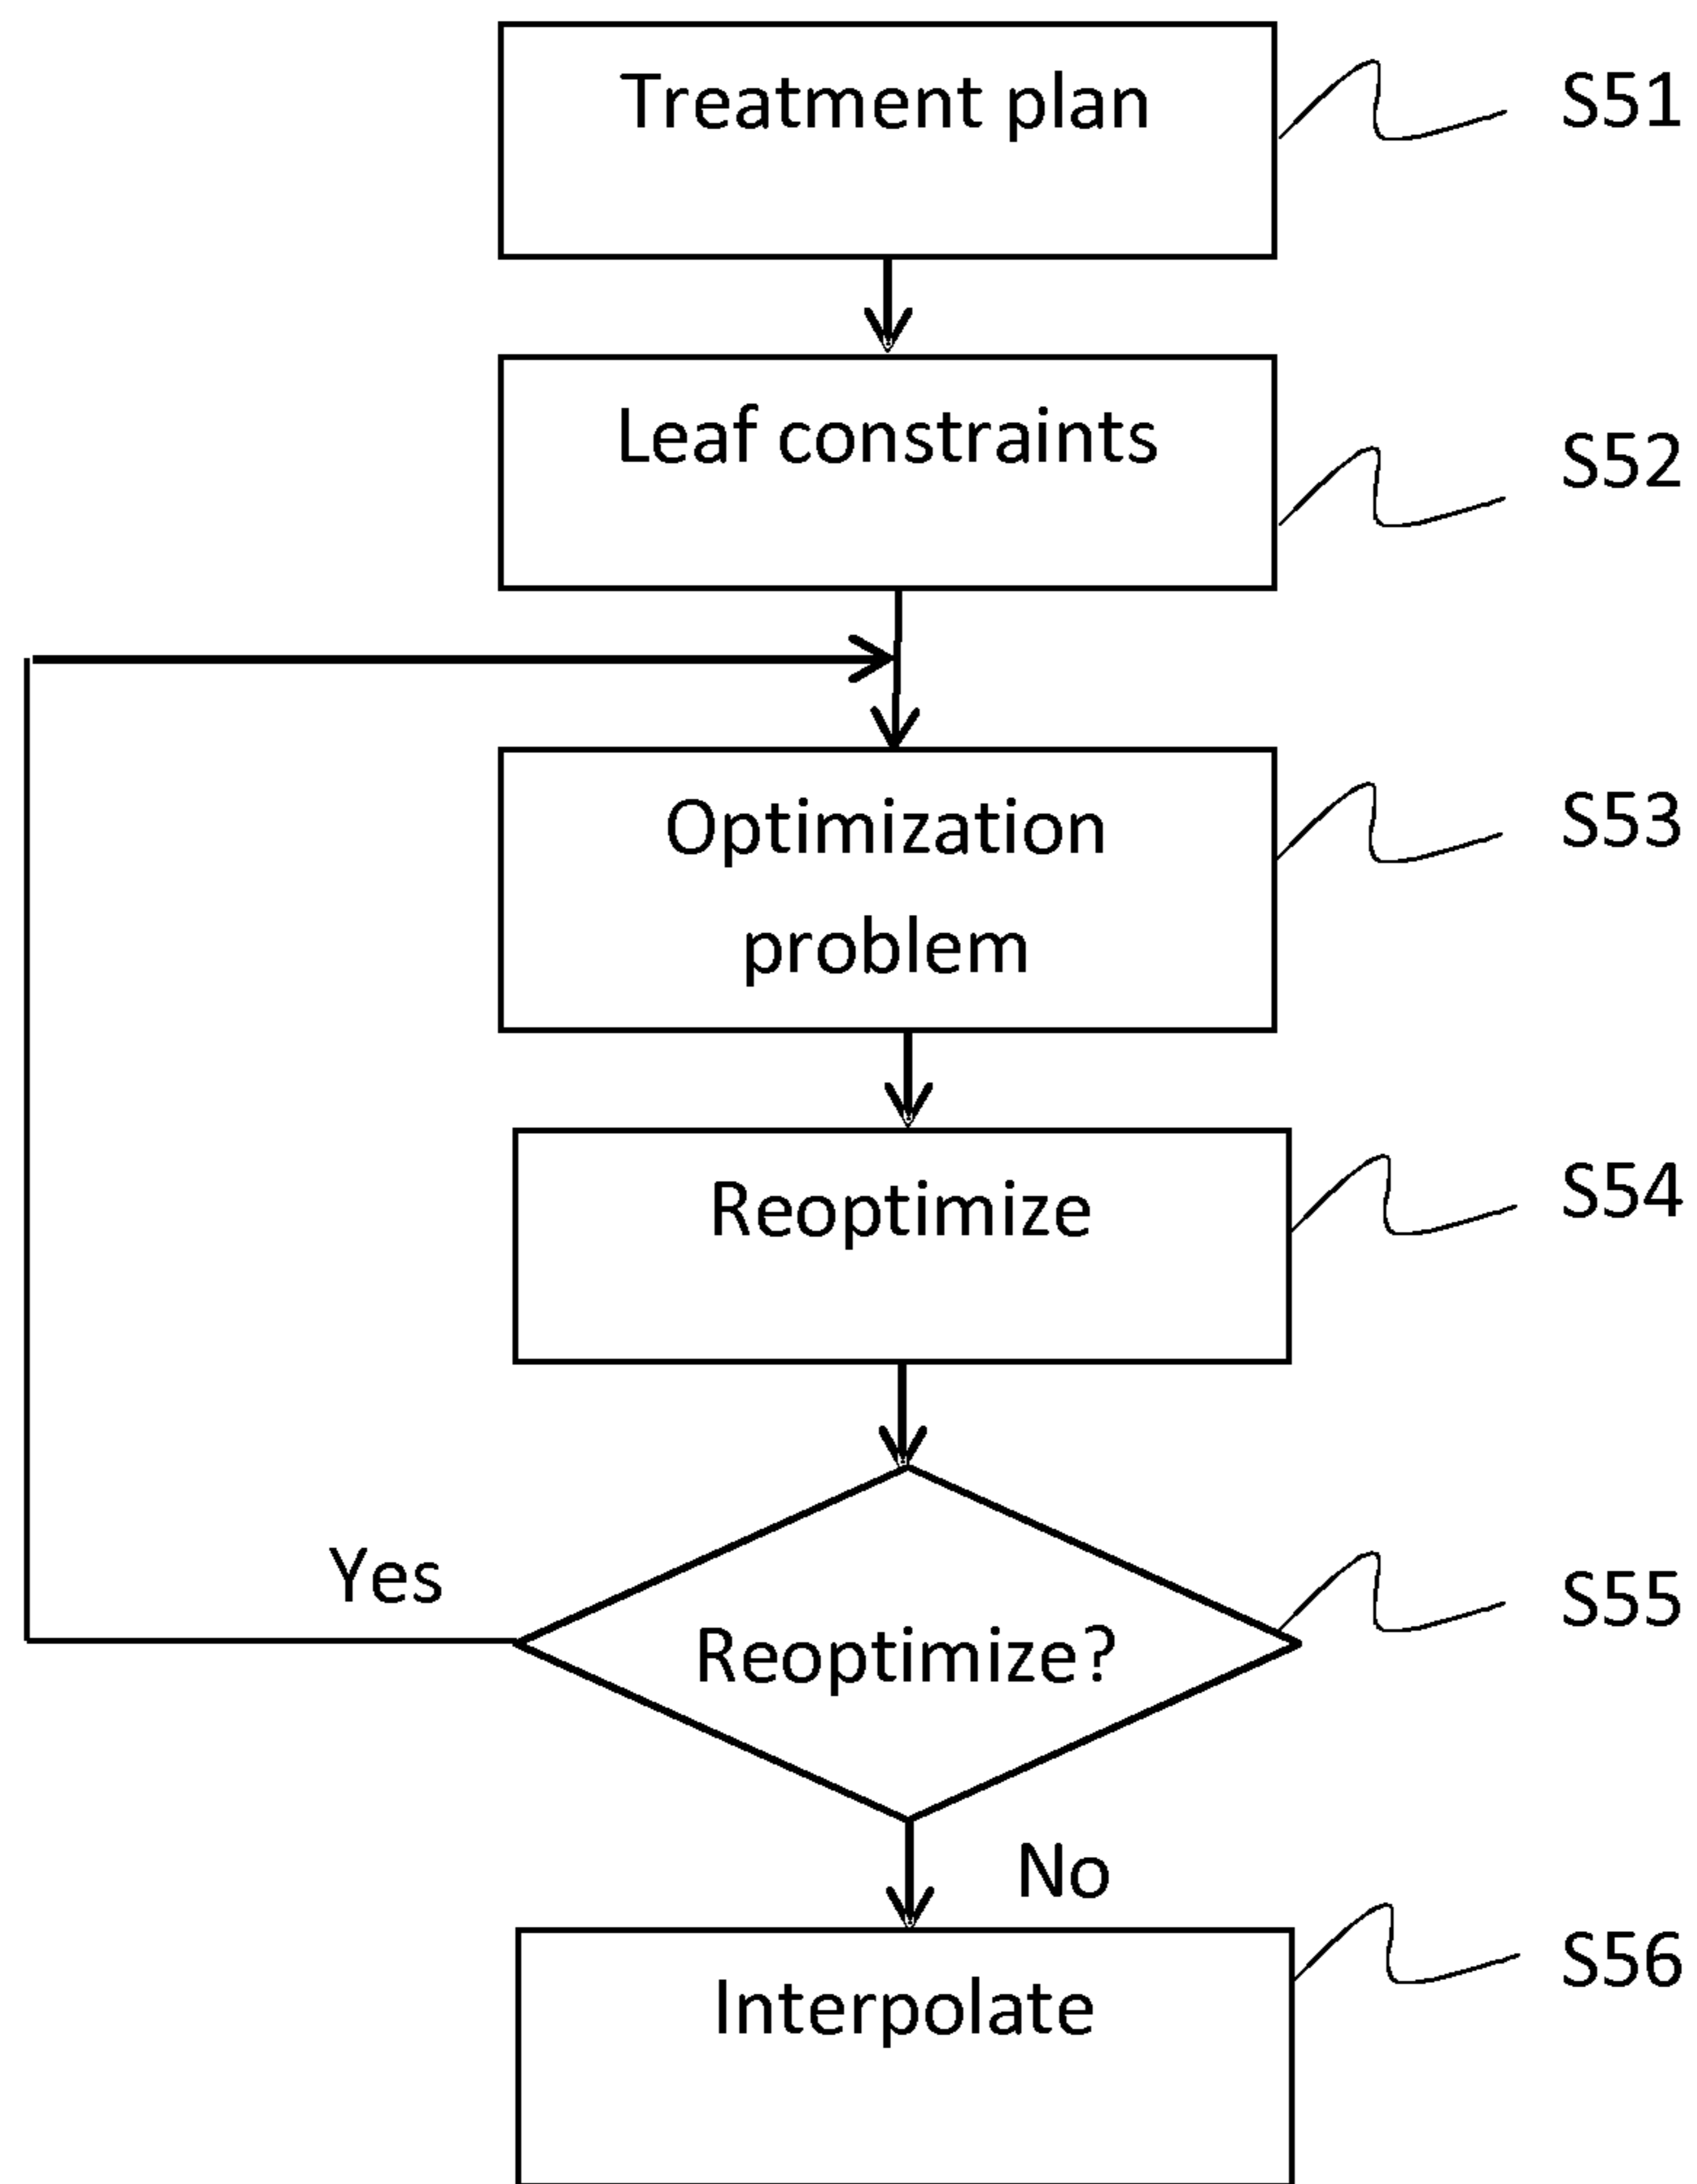 Treatment plan
S51
Leaf constraints
S52
Optimization
problem
S53
Reoptimize
S54
Yes
Reoptimize?
S55
No
Interpolate
S56